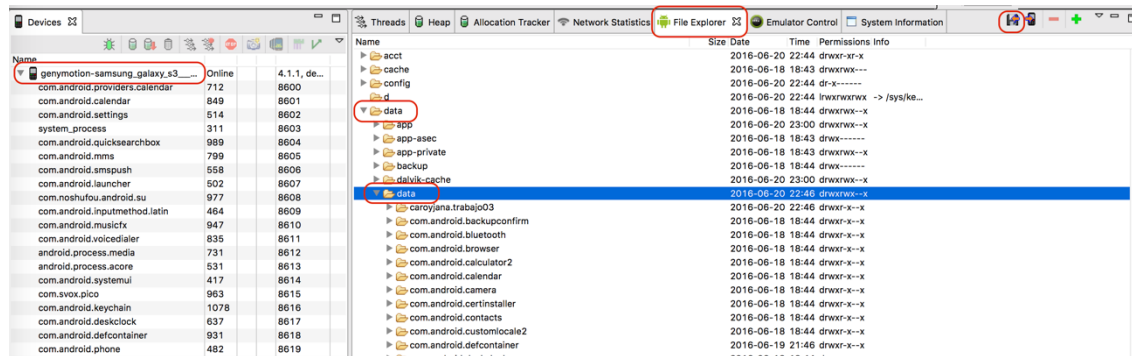 Devices
Name
genymotion-samsung_galaxy_s3__... Online 4.1.1, de...
com.android.providers.calendar 712 8600
com.android.calendar 849 8601
com.android.settings 514 8602
system_process 311 8603
com.android.quicksearchbox 989 8604
com.android.mms 799 8605
com.android.smspush 558 8606
com.android.launcher 502 8607
com.noshufou.android.su 977 8608
com.android.inputmethod.latin 464 8609
com.android.musicfx 947 8610
com.android.voicedialer 835 8611
android.process.media 731 8612
android.process.acore 531 8613
com.android.systemui 417 8614
com.svox.pico 963 8615
com.android.keychain 1078 8616
com.android.deskclock 637 8617
com.android.defcontainer 931 8618
com.android.phone 482 8619
Threads Heap Allocation Tracker Network Statistics File Explorer Emulator Control System Information
Name Size Date Time Permissions Info
acct 2016-06-20 22:44 drwxr-xr-x
cache 2016-06-18 18:43 drwxrwx---
config 2016-06-20 22:44 dr-x------
d 2016-06-20 22:44 lrwxrwxrwx -> /sys/ke...
data 2016-06-18 18:44 drwxrwx--x
app 2016-06-20 23:00 drwxrwx--x
app-asec 2016-06-18 18:43 drwx------
app-private 2016-06-18 18:43 drwxrwx--x
backup 2016-06-18 18:44 drwx------
dalvik-cache 2016-06-20 23:00 drwxrwx--x
data 2016-06-20 22:46 drwxrwx--x
caroyjana.trabajo03 2016-06-20 22:46 drwxr-x--x
com.android.backupconfirm 2016-06-18 18:44 drwxr-x--x
com.android.bluetooth 2016-06-18 18:44 drwxr-x--x
com.android.browser 2016-06-18 18:44 drwxr-x--x
com.android.calculator2 2016-06-18 18:44 drwxr-x--x
com.android.calendar 2016-06-18 18:44 drwxr-x--x
com.android.camera 2016-06-18 18:44 drwxr-x--x
com.android.certinstaller 2016-06-18 18:44 drwxr-x--x
com.android.contacts 2016-06-18 18:44 drwxr-x--x
com.android.customlocale2 2016-06-18 18:44 drwxr-x--x
com.android.defcontainer 2016-06-19 21:46 drwxr-x--x